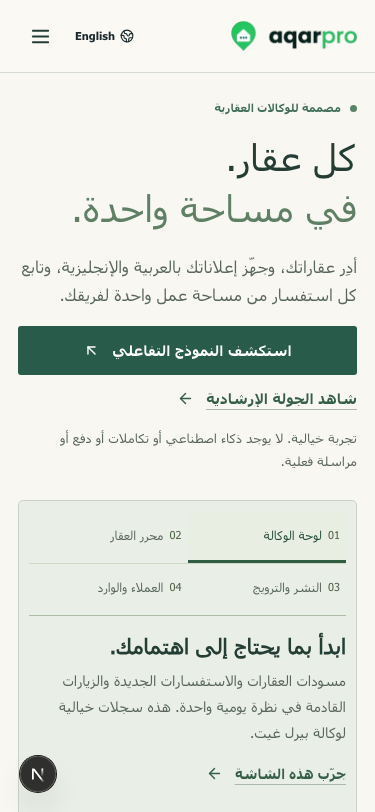 aqarpro
English
مصممة للوكالات العقارية
كل عقار.
في مساحة واحدة.
أدِر عقاراتك، وجهّز إعلاناتك بالعربية والإنجليزية، وتابع
كل استفسار من مساحة عمل واحدة لفريقك.
استكشف النموذج التفاعلي
شاهد الجولة الإرشادية
تجربة خيالية. لا يوجد ذكاء اصطناعي أو تكاملات أو دفع أو
مراسلة فعلية.
01 لوحة الوكالة
02 محرر العقار
03 النشر والترويج
04 العملاء والوارد
ابدأ بما يحتاج إلى اهتمامك.
مسودات العقارات والاستفسارات الجديدة والزيارات
القادمة في نظرة يومية واحدة. هذه سجلات خيالية
لوكالة بيرل غيت.
جرّب هذه الشاشة
N